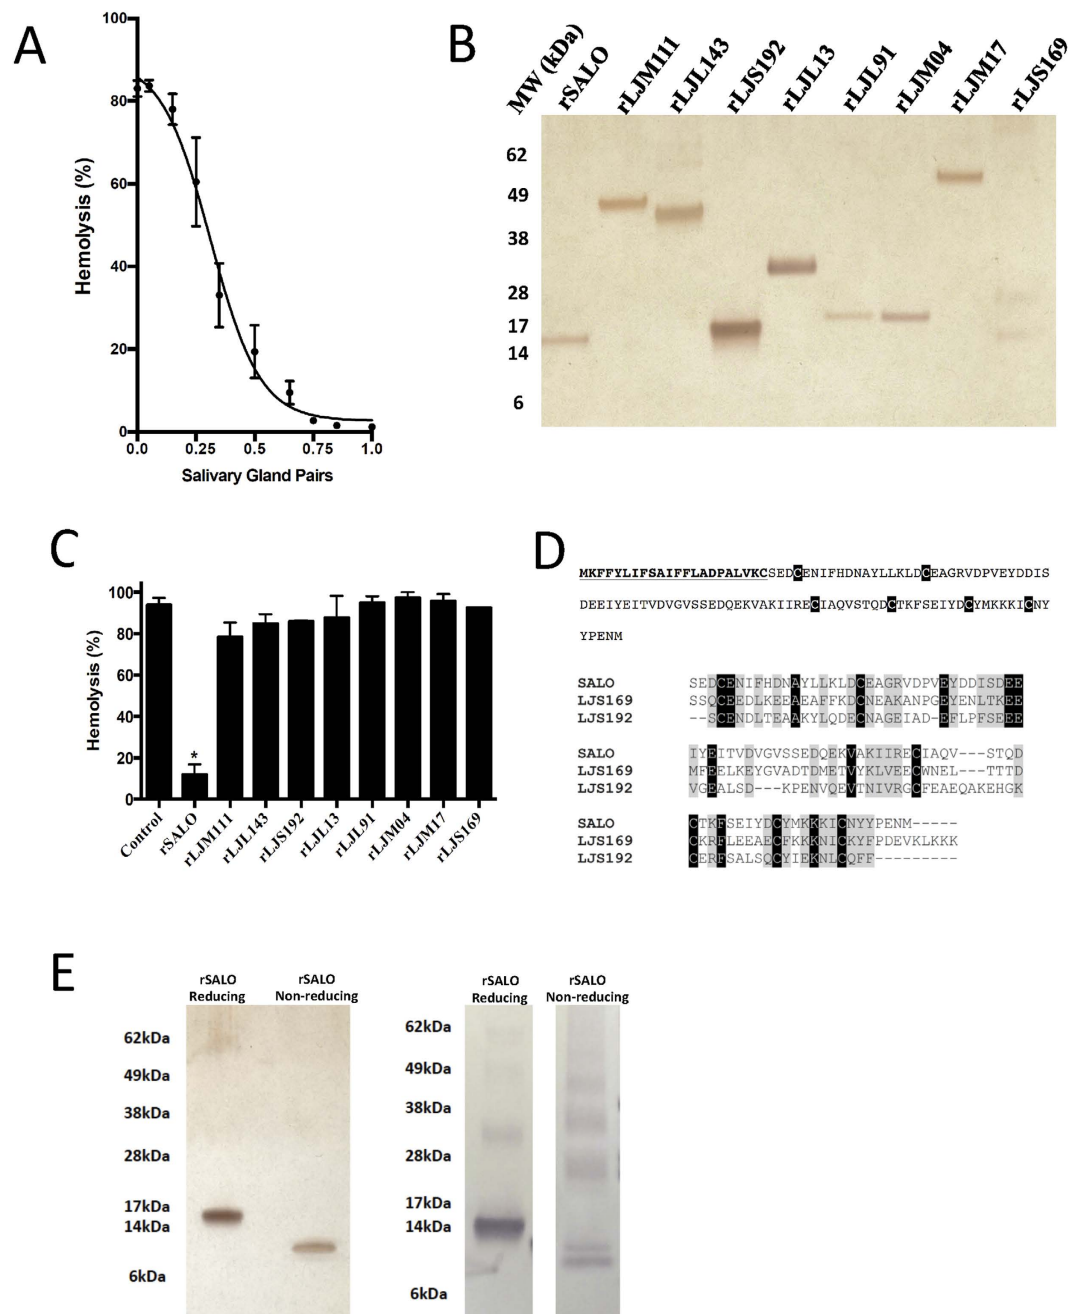 A
100
80
60
40
20
0
Hemolysis (%)
0.0 0.25 0.5 0.75 1.0
Salivary Gland Pairs
B
MW (kDa) rSALO rLJM111 rLJL143 rLJS192 rLJL13 rLJL91 rLJM04 rLJM17 rLJS169
62
49
38
28
17
14
6
C
100
80
60
40
20
0
Hemolysis (%)
*
Control rSALO rLJM111 rLJL143 rLJS192 rLJL13 rLJL91 rLJM04 rLJM17 rLJS169
D
MKFFYLIFSAIFFLADPALVKCSEDCENIFHDNAYLLKLDCEAGRVDPVEYDDIS
DEEIYEITVDVGVSSEDQEKVAKIIRECIAQVSTQDCTKFSEIYDCYMKKKICNY
YPENM
SALO SEDCENIFHDNAYLLKLDCEAGRVDPVEYDDISDEE
LJS169 SSQCEEDLKEEAEAFFKDCNEAKANPGEYENLTKEE
LJS192 -SCENDLTEAAKYLQDECNAGEIAD-EFLPFSEEE
SALO IYEITVDVGVSSEDQEKVAKIIRECIAQV---STQD
LJS169 MFEELKEYGVADTDMETVYKLVEECWNEL---TTTD
LJS192 VGEALSD---KPENVQEVTNIVRGCFEAEQAKEHGK
SALO CTKFSEIYDCYMKKKICNYYPENM-----
LJS169 CKRFLEEAECFKKKNICKYFPDEVKLKKK
LJS192 CERFSALSQCYIEKNLCQFF---------
E
rSALO Reducing
rSALO Non-reducing
62kDa
49kDa
38kDa
28kDa
17kDa
14kDa
6kDa
rSALO Reducing
rSALO Non-reducing
62kDa
49kDa
38kDa
28kDa
17kDa
14kDa
6kDa